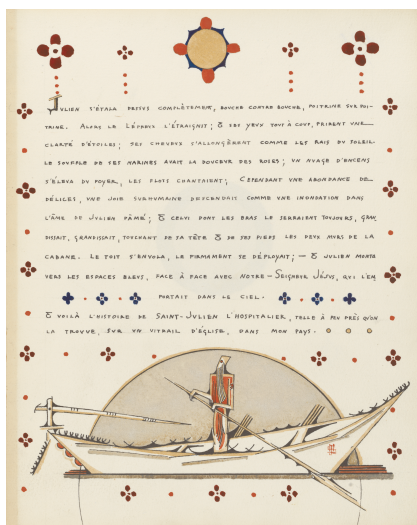 JULIEN S'ÉTALA DESSUS COMPLÈTEMENT, BOUCHE CONTRE BOUCHE, POITRINE SUR POI-
TRINE. ALORS LE LÉPREUX L'ÉTREIGNIT; & SES YEUX TOUT À COUP, PRIRENT UNE
CLARTÉ D'ÉTOILES; SES CHEVEUX S'ALLONGÈRENT COMME LES RAIS DU SOLEIL.
LE SOUFFLE DE SES NARINES AVAIT LA DOUCEUR DES ROSES; UN NUAGE D'ENCENS
S'ÉLEVA DU FOYER, LES FLOTS CHANTAIENT; CEPENDANT UNE ABONDANCE DE
DÉLICES, UNE JOIE SURHUMAINE DESCENDAIT COMME UNE INONDATION DANS
L'ÂME DE JULIEN PÂMÉ; & CELUI DONT LES BRAS LE SERRAIENT TOUJOURS, GRAN-
DISSAIT, GRANDISSAIT, TOUCHANT DE SA TÊTE & DE SES PIEDS LES DEUX MURS DE LA
CABANE. LE TOIT S'ENVOLA, LE FIRMAMENT SE DÉPLOYAIT; — & JULIEN MONTA
VERS LES ESPACES BLEUS, FACE À FACE AVEC NOTRE-SEIGNEUR JÉSUS, QUI L'EM
PORTAIT DANS LE CIEL.
& VOILÀ L'HISTOIRE DE SAINT-JULIEN L'HOSPITALIER, TELLE À PEU PRÈS QU'ON
LA TROUVE, SUR UN VITRAIL D'ÉGLISE, DANS MON PAYS.